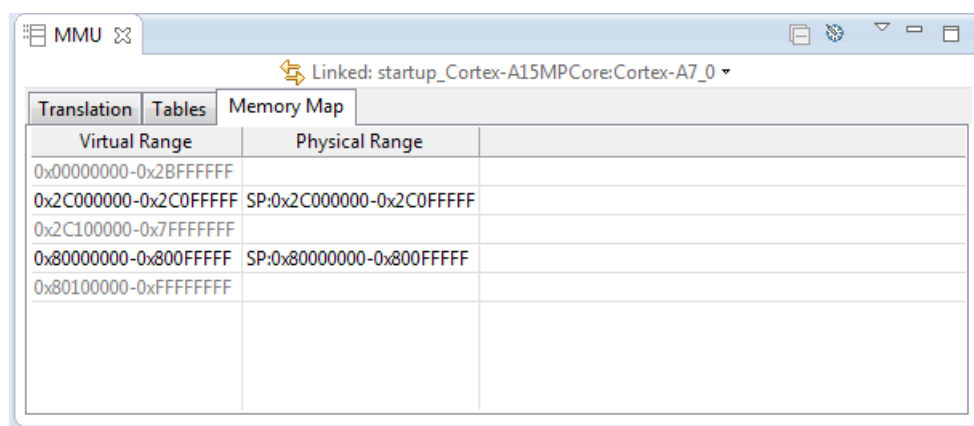 MMU
Linked: startup_Cortex-A15MPCore:Cortex-A7_0
Translation Tables Memory Map
Virtual Range Physical Range
0x00000000-0x2BFFFFFF
0x2C000000-0x2C0FFFFF SP:0x2C000000-0x2C0FFFFF
0x2C100000-0x7FFFFFFF
0x80000000-0x800FFFFF SP:0x80000000-0x800FFFFF
0x80100000-0xFFFFFFFF